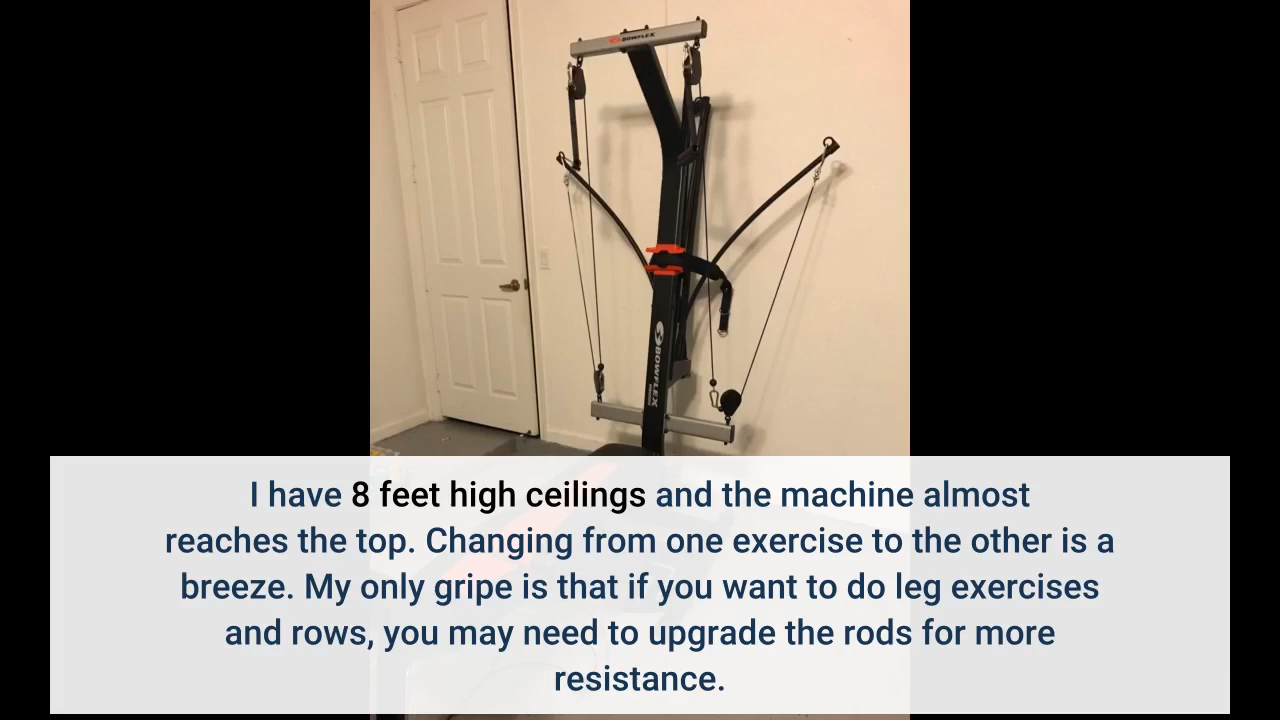 BOWFLEX
BOWFLEX
I have 8 feet high ceilings and the machine almost
reaches the top. Changing from one exercise to the other is a
breeze. My only gripe is that if you want to do leg exercises
and rows, you may need to upgrade the rods for more
resistance.